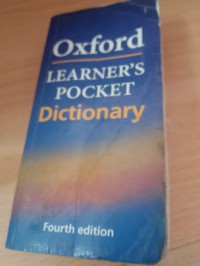 Oxford
LEARNER'S
POCKET
Dictionary
Fourth edition